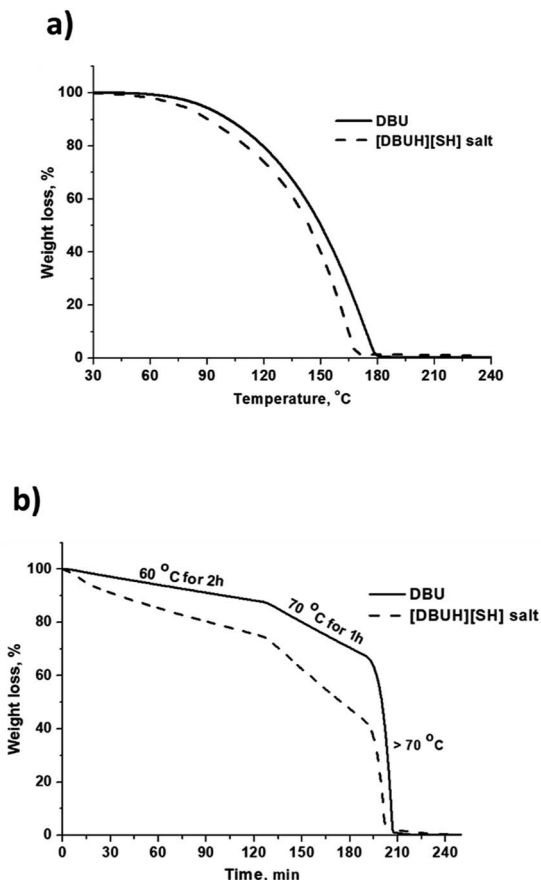 a)
100
80
60
40
20
0
Weight loss, %
DBU
[DBUH][SH] salt
30 60 90 120 150 180 210 240
Temperature, °C
b)
100
80
60
40
20
0
Weight loss, %
60 °C for 2h
70 °C for 1h
> 70 °C
DBU
[DBUH][SH] salt
0 30 60 90 120 150 180 210 240
Time, min